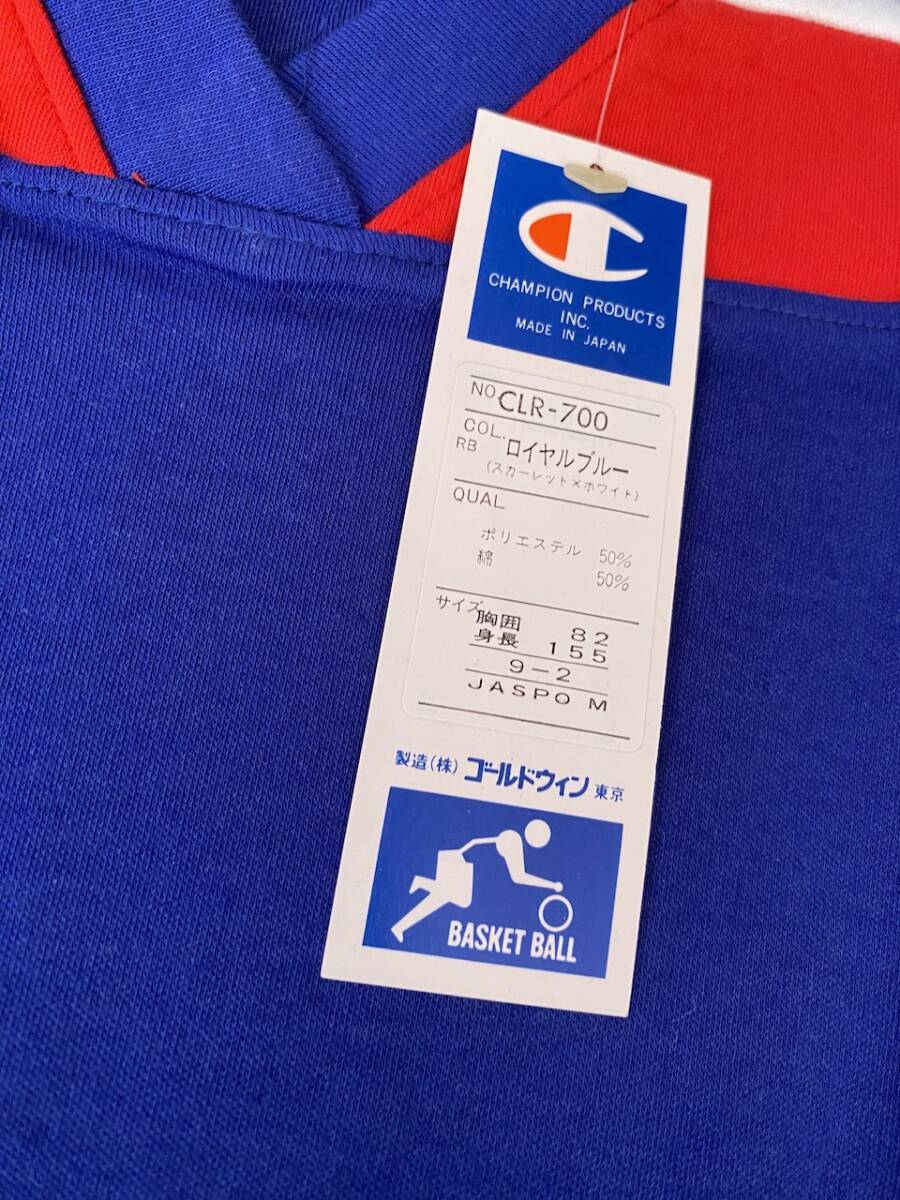 CHAMPION PRODUCTS
INC.
MADE IN JAPAN
NO CLR-700
COL. ロイヤルブルー
RB (スカーレット×ホワイト)
QUAL
ポリエステル 50%
綿 50%
サイズ 胸囲 82
身長 155
9-2
JASPO M
製造(株)ゴールドウィン 東京
BASKET BALL